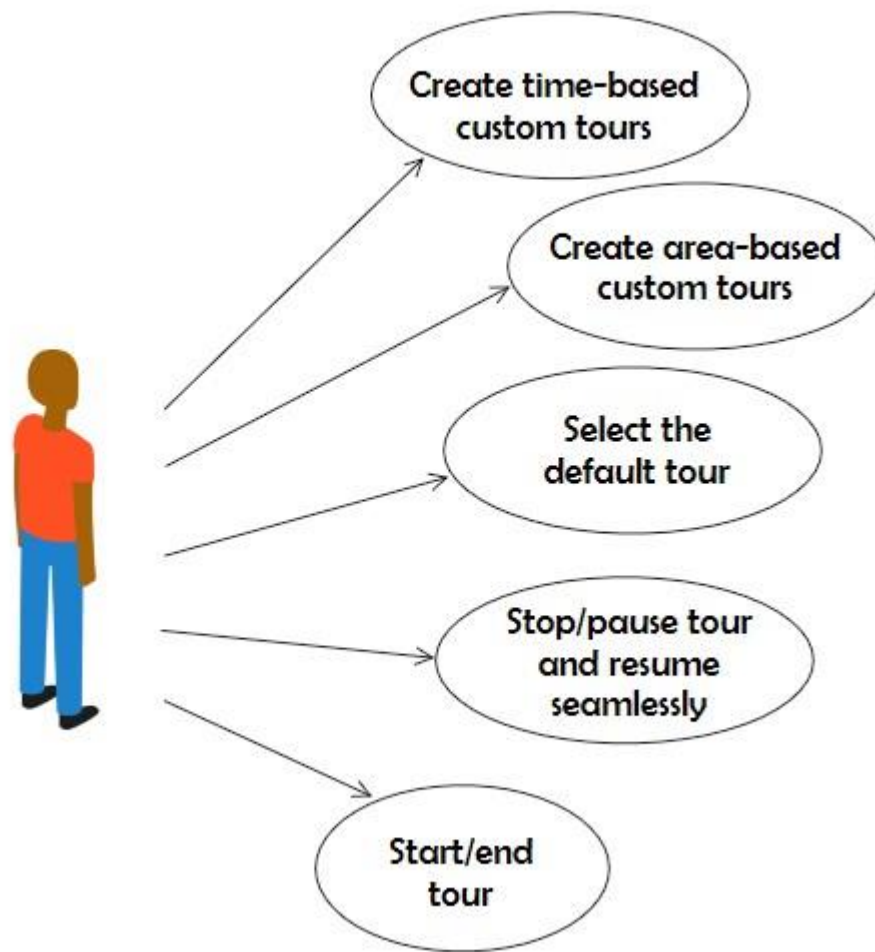 Create time-based
custom tours
Create area-based
custom tours
Select the
default tour
Stop/pause tour
and resume
seamlessly
Start/end
tour